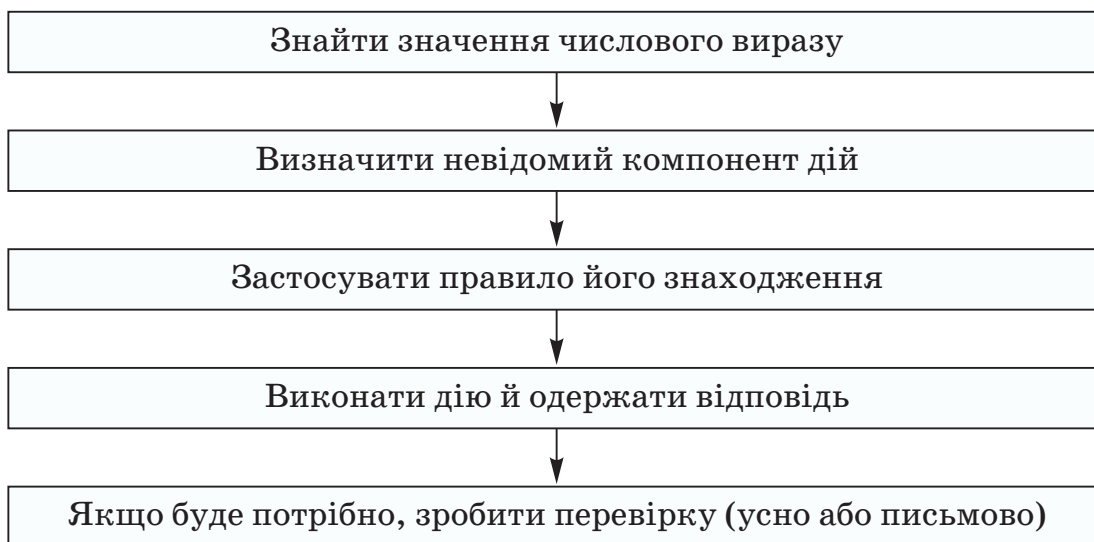 Знайти значення числового виразу
Визначити невідомий компонент дій
Застосувати правило його знаходження
Виконати дію й одержати відповідь
Якщо буде потрібно, зробити перевірку (усно або письмово)